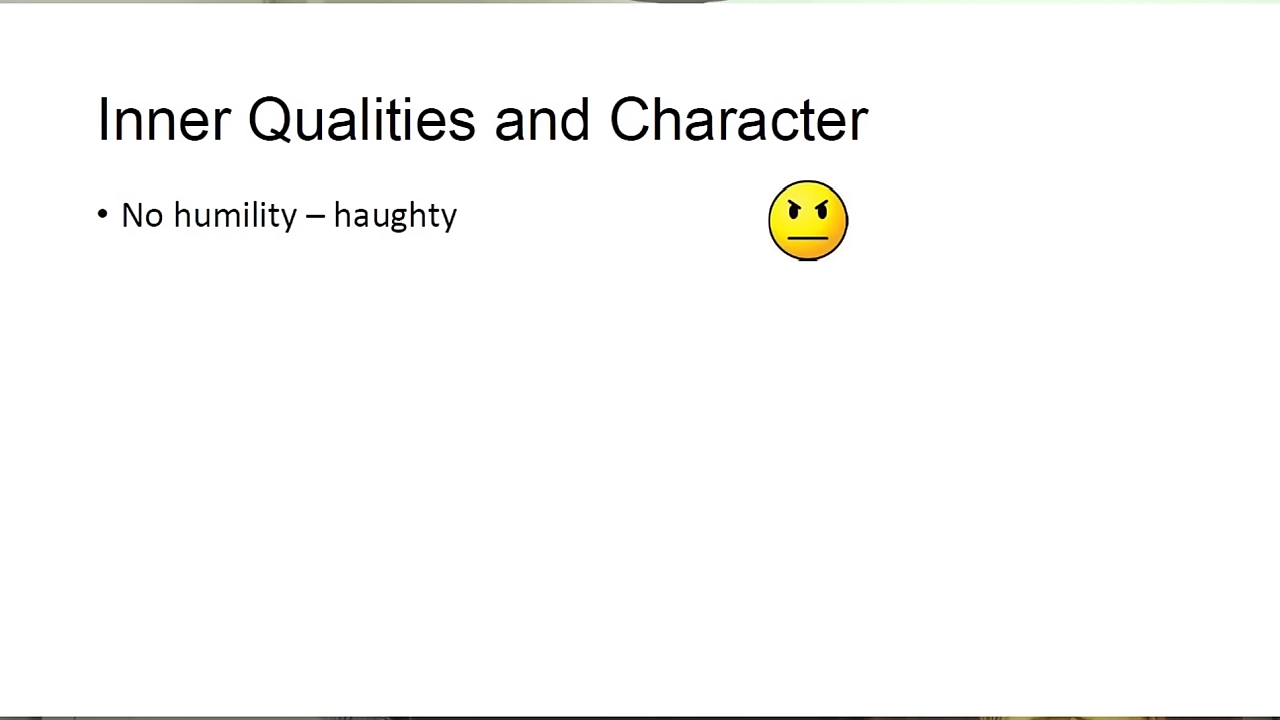 Inner Qualities and Character
• No humility – haughty